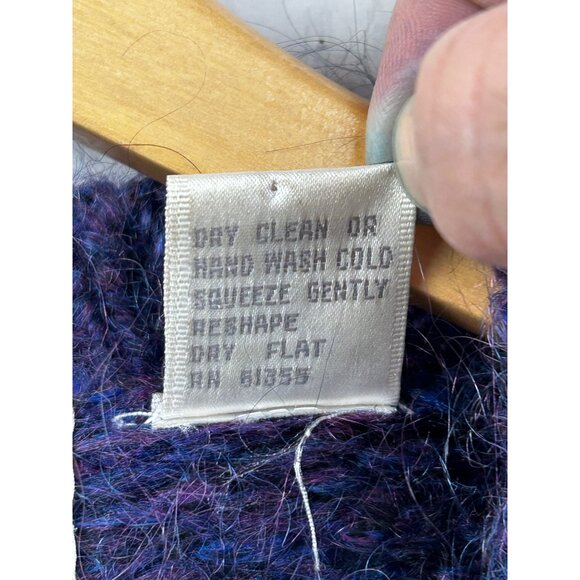 DRY CLEAN OR
HAND WASH COLD
SQUEEZE GENTLY
RESHAPE
DRY FLAT
RN 61355